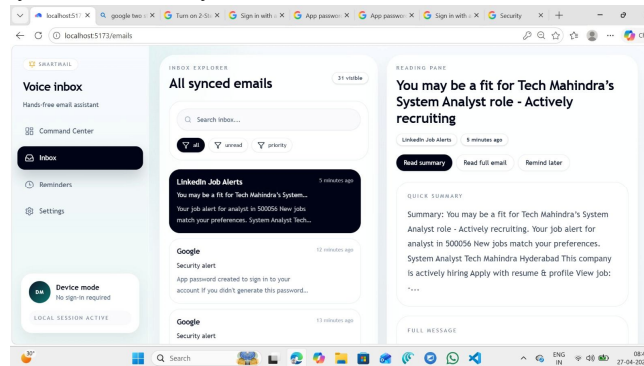 google two s
Turn on 2-Ste
Sign in with a
App passwor
App passwor
Sign in with a
Security
localhost:5173/emails
SMARTMAIL
Voice inbox
Hands-free email assistant
Command Center
Inbox
Reminders
Settings
DM
Device mode
No sign-in required
LOCAL SESSION ACTIVE
INBOX EXPLORER
All synced emails
31 visible
Search inbox...
all
unread
priority
LinkedIn Job Alerts
5 minutes ago
You may be a fit for Tech Mahindra's System...
Your job alert for analyst in 500056 New jobs
match your preferences. System Analyst Tech...
Google
12 minutes ago
Security alert
App password created to sign in to your
account If you didn't generate this password...
Google
13 minutes ago
Security alert
READING PANE
You may be a fit for Tech Mahindra's
System Analyst role - Actively
recruiting
LinkedIn Job Alerts
5 minutes ago
Read summary
Read full email
Remind later
QUICK SUMMARY
Summary: You may be a fit for Tech Mahindra's System
Analyst role - Actively recruiting. Your job alert for
analyst in 500056 New jobs match your preferences.
System Analyst Tech Mahindra Hyderabad This company
is actively hiring Apply with resume & profile View job:
-...
FULL MESSAGE
30°
Search
ENG
IN
08:4
27-04-202